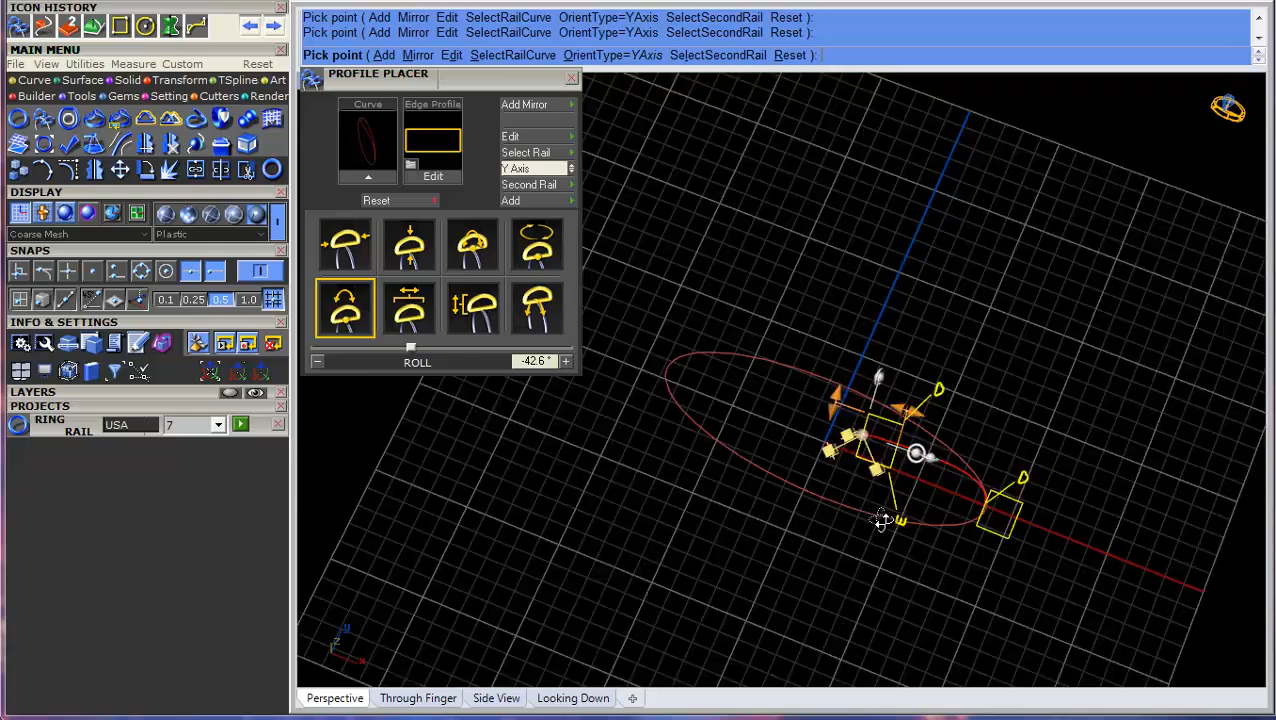 ICON HISTORY
MAIN MENU
File View Utilities Measure Custom Reset
Curve Surface Solid Transform TSpline Art
Builder Tools Gems Setting Cutters Render
DISPLAY
Coarse Mesh Plastic
SNAPS
0.1 0.25 0.5 1.0
INFO & SETTINGS
LAYERS
PROJECTS
RING RAIL USA 7
Pick point ( Add Mirror Edit SelectRailCurve OrientType=YAxis SelectSecondRail Reset ):
Pick point ( Add Mirror Edit SelectRailCurve OrientType=YAxis SelectSecondRail Reset ):
Pick point ( Add Mirror Edit SelectRailCurve OrientType=YAxis SelectSecondRail Reset ):
PROFILE PLACER
Curve Edge Profile Add Mirror
Edit
Select Rail
Y Axis
Edit Second Rail
Reset Add
− ROLL -42.6° +
D
D
E
u
z
x
Perspective Through Finger Side View Looking Down